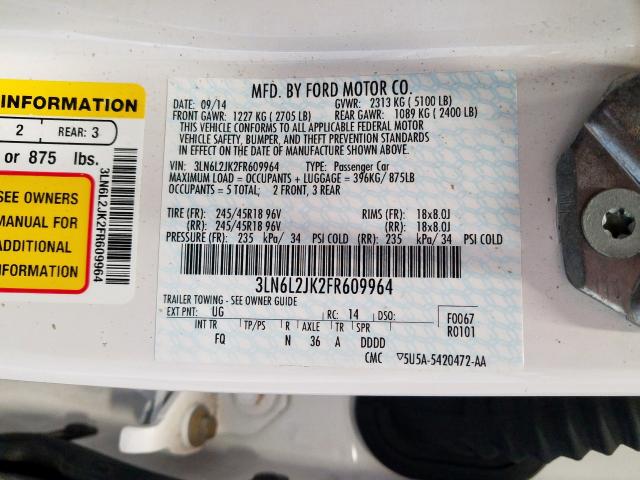 INFORMATION
2 REAR: 3
or 875 lbs.
SEE OWNERS
MANUAL FOR
ADDITIONAL
INFORMATION
3LN6L2JK2FR609964
MFD. BY FORD MOTOR CO.
DATE: 09/14 GVWR: 2313 KG ( 5100 LB)
FRONT GAWR: 1227 KG ( 2705 LB) REAR GAWR: 1089 KG ( 2400 LB)
THIS VEHICLE CONFORMS TO ALL APPLICABLE FEDERAL MOTOR
VEHICLE SAFETY, BUMPER, AND THEFT PREVENTION STANDARDS
IN EFFECT ON THE DATE OF MANUFACTURE SHOWN ABOVE.
VIN: 3LN6L2JK2FR609964 TYPE: Passenger Car
MAXIMUM LOAD = OCCUPANTS + LUGGAGE = 396KG/ 875LB
OCCUPANTS = 5 TOTAL; 2 FRONT, 3 REAR
TIRE (FR): 245/45R18 96V RIMS (FR): 18x8.0J
(RR): 245/45R18 96V (RR): 18x8.0J
PRESSURE (FR): 235 kPa/ 34 PSI COLD (RR): 235 kPa/ 34 PSI COLD
3LN6L2JK2FR609964
TRAILER TOWING - SEE OWNER GUIDE
EXT PNT: UG RC: 14 DSO: F0067
R0101
INT TR TP/PS R AXLE TR SPR
FQ N 36 A DDDD
CMC ▽5U5A-5420472-AA